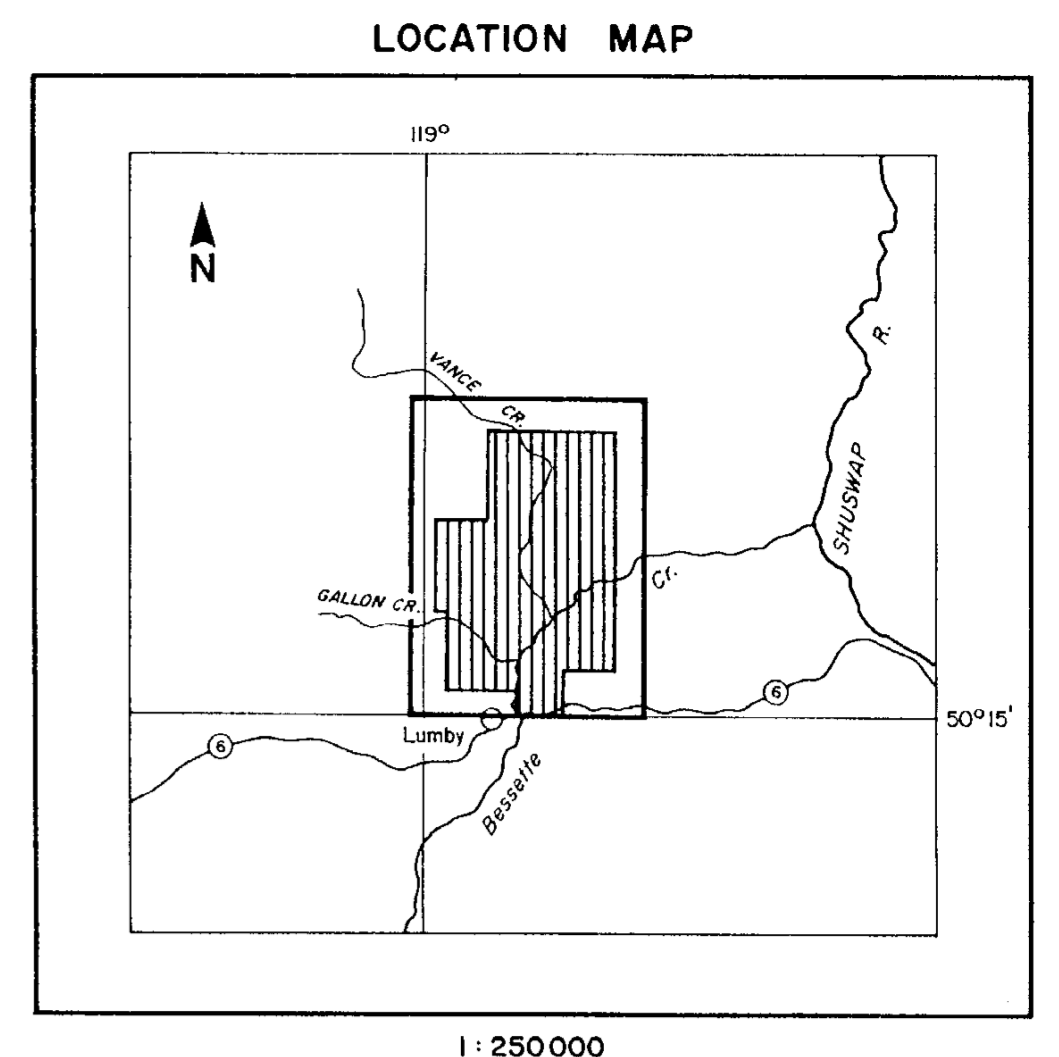 LOCATION MAP
119°
N
VANCE
CR.
R.
SHUSWAP
Cr.
GALLON CR.
6
50°15'
Lumby
6
Bessette
1:250000